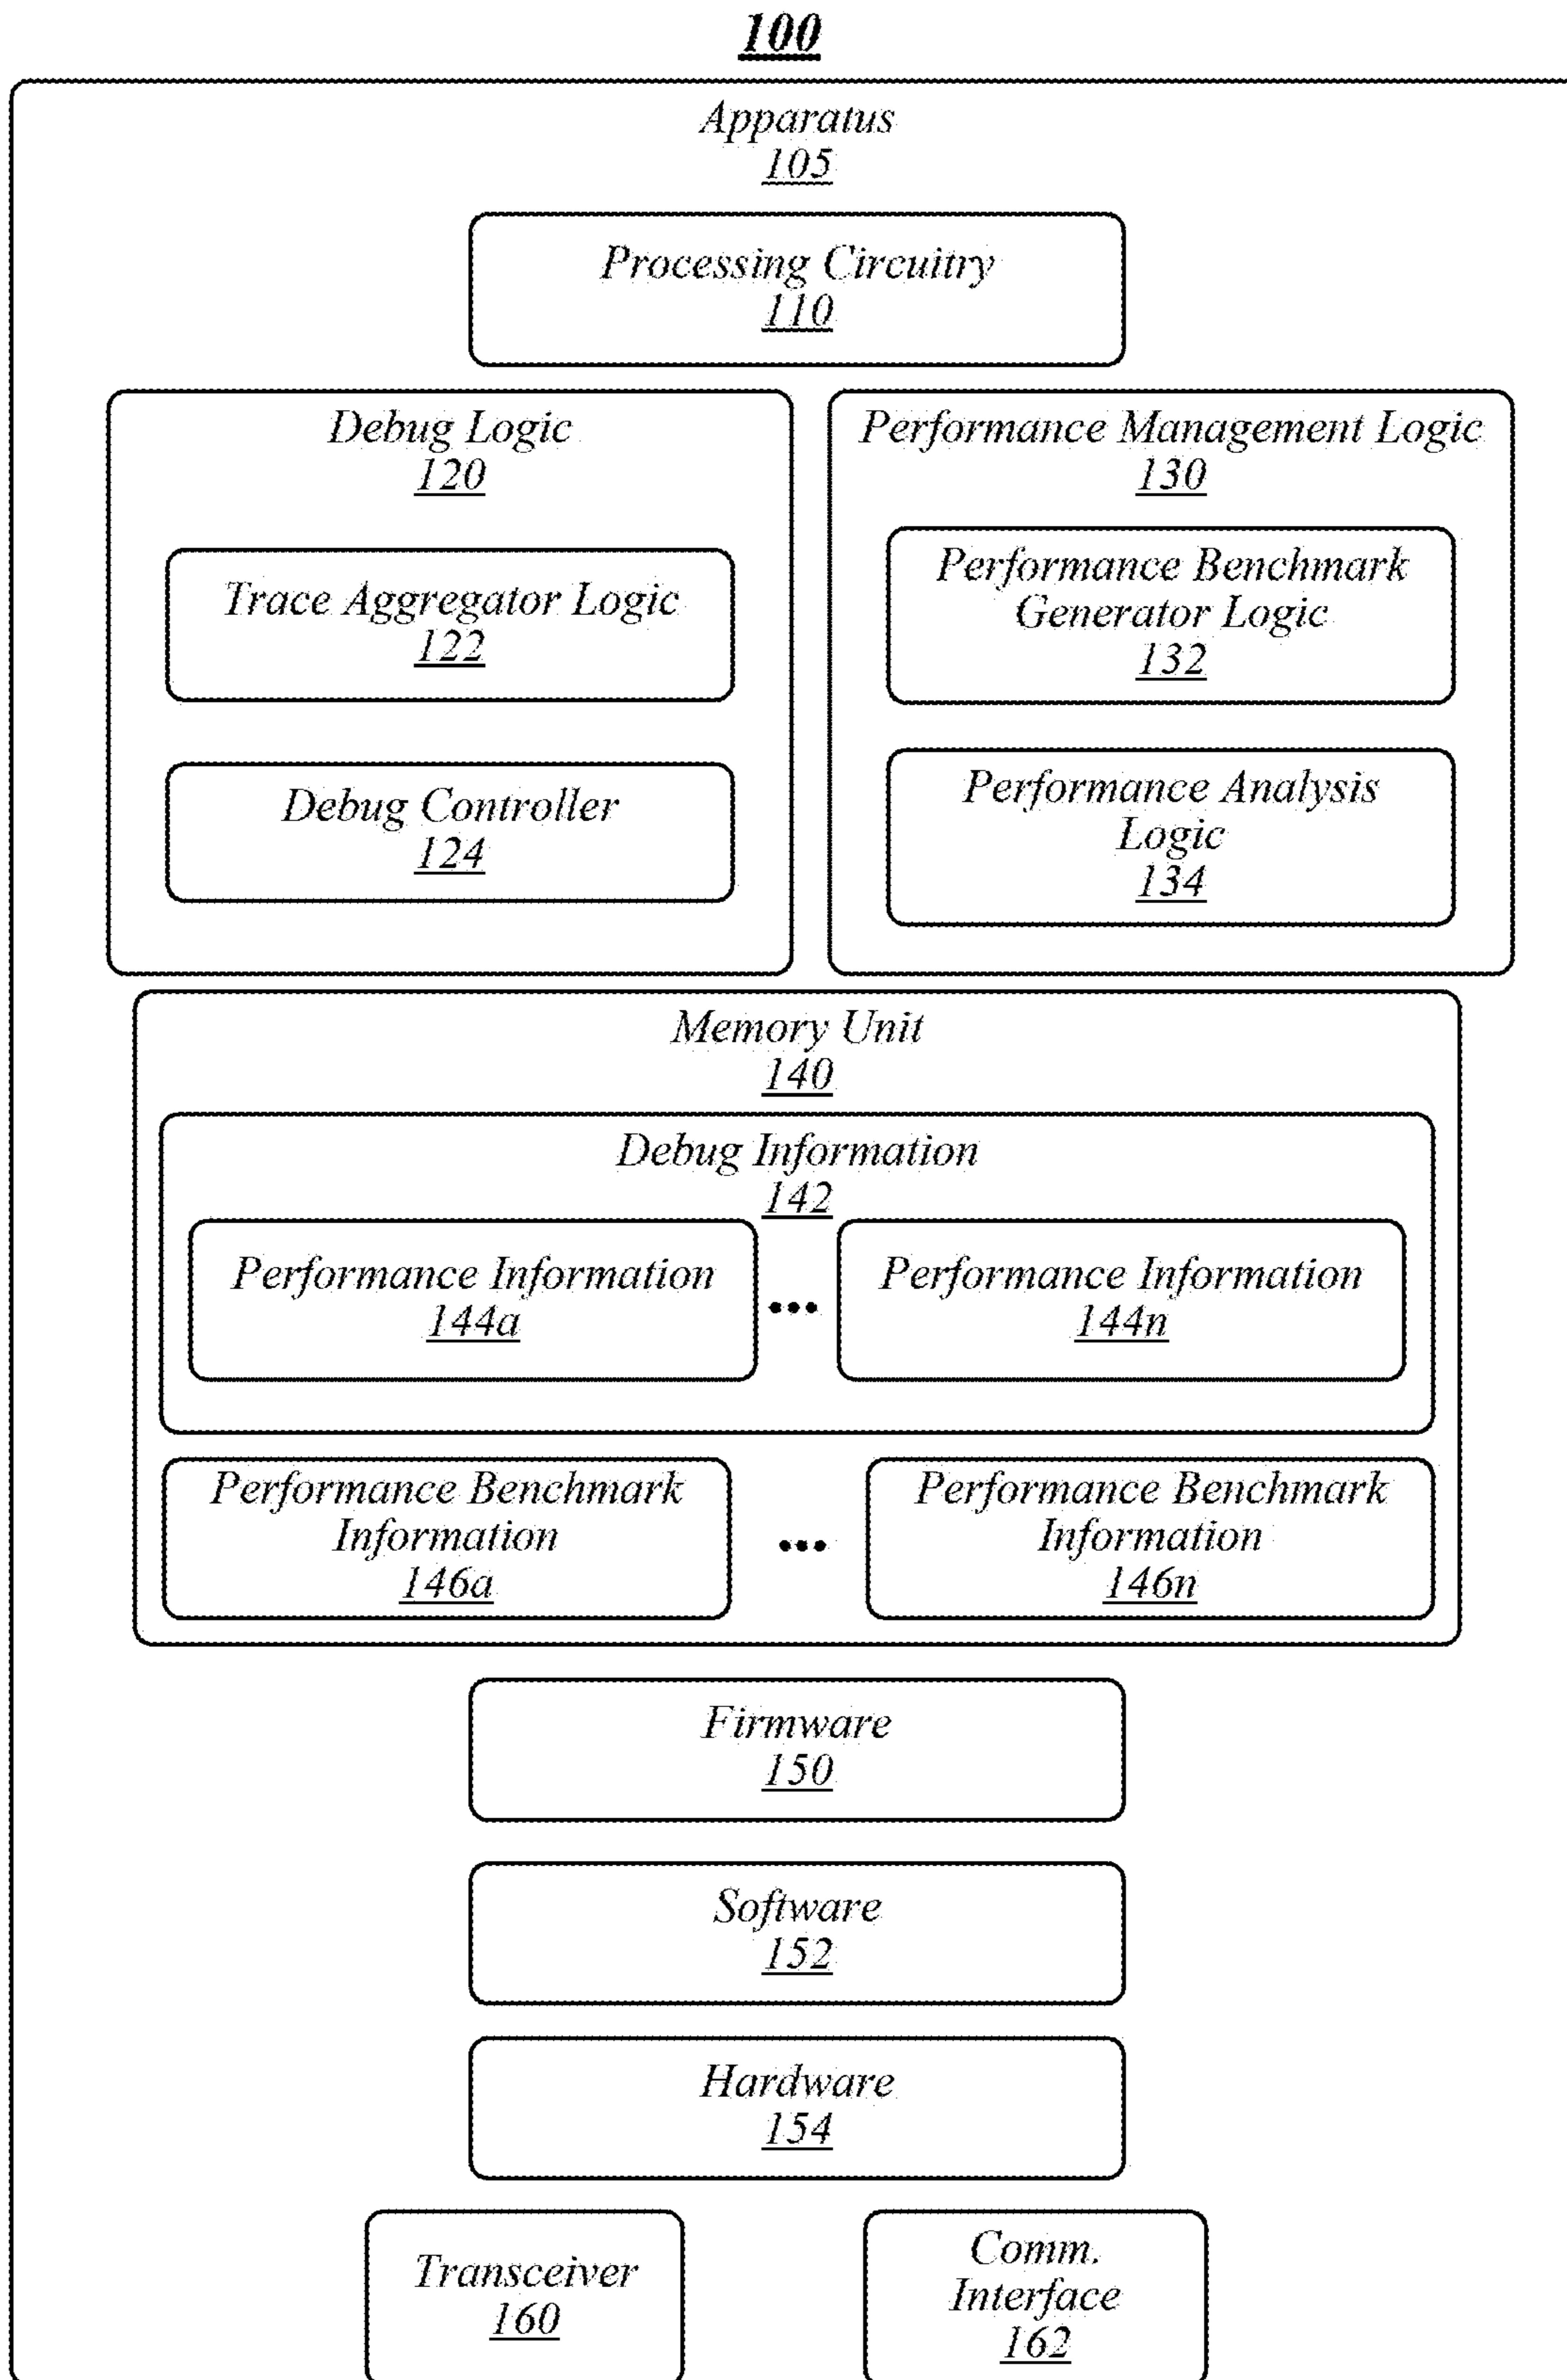 100
Apparatus
105
Processing Circuitry
110
Debug Logic
120
Trace Aggregator Logic
122
Debug Controller
124
Performance Management Logic
130
Performance Benchmark
Generator Logic
132
Performance Analysis
Logic
134
Memory Unit
140
Debug Information
142
Performance Information
144a
•••
Performance Information
144n
Performance Benchmark
Information
146a
•••
Performance Benchmark
Information
146n
Firmware
150
Software
152
Hardware
154
Transceiver
160
Comm.
Interface
162